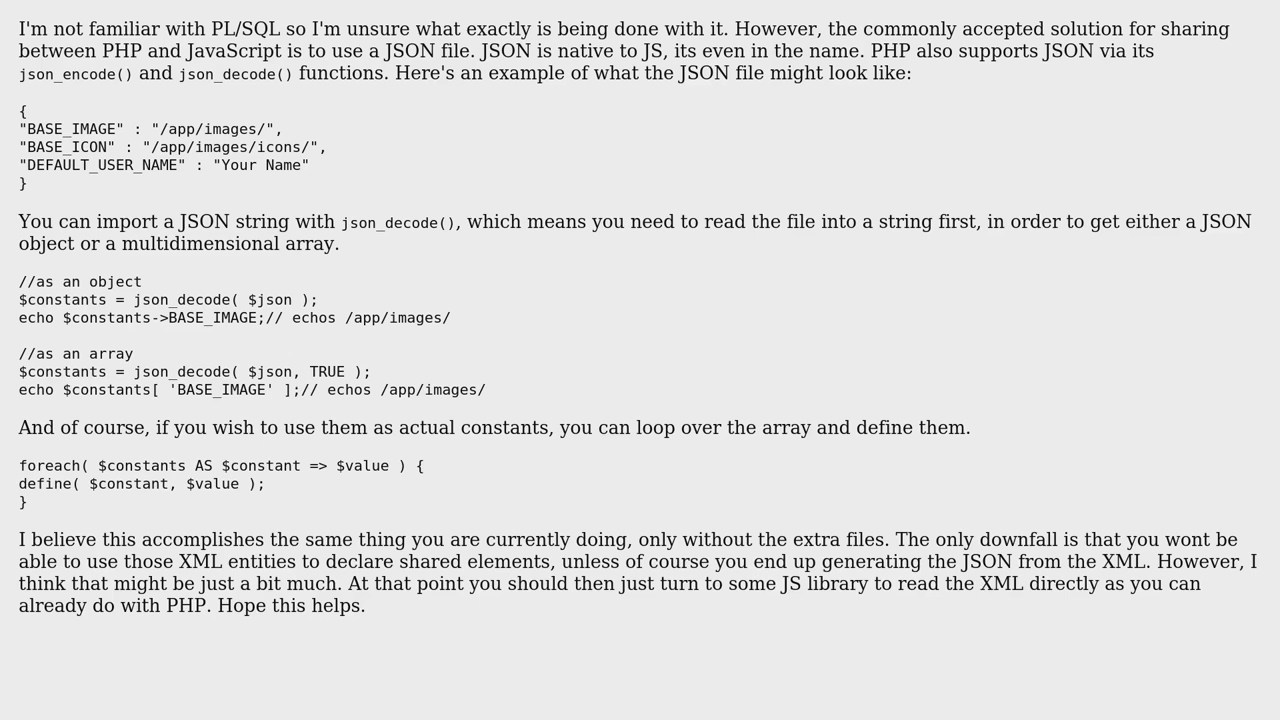 I'm not familiar with PL/SQL so I'm unsure what exactly is being done with it. However, the commonly accepted solution for sharing
between PHP and JavaScript is to use a JSON file. JSON is native to JS, its even in the name. PHP also supports JSON via its
json_encode() and json_decode() functions. Here's an example of what the JSON file might look like:
{
"BASE_IMAGE" : "/app/images/",
"BASE_ICON" : "/app/images/icons/",
"DEFAULT_USER_NAME" : "Your Name"
}
You can import a JSON string with json_decode(), which means you need to read the file into a string first, in order to get either a JSON
object or a multidimensional array.
//as an object
$constants = json_decode( $json );
echo $constants->BASE_IMAGE;// echos /app/images/
//as an array
$constants = json_decode( $json, TRUE );
echo $constants[ 'BASE_IMAGE' ];// echos /app/images/
And of course, if you wish to use them as actual constants, you can loop over the array and define them.
foreach( $constants AS $constant => $value ) {
define( $constant, $value );
}
I believe this accomplishes the same thing you are currently doing, only without the extra files. The only downfall is that you wont be
able to use those XML entities to declare shared elements, unless of course you end up generating the JSON from the XML. However, I
think that might be just a bit much. At that point you should then just turn to some JS library to read the XML directly as you can
already do with PHP. Hope this helps.